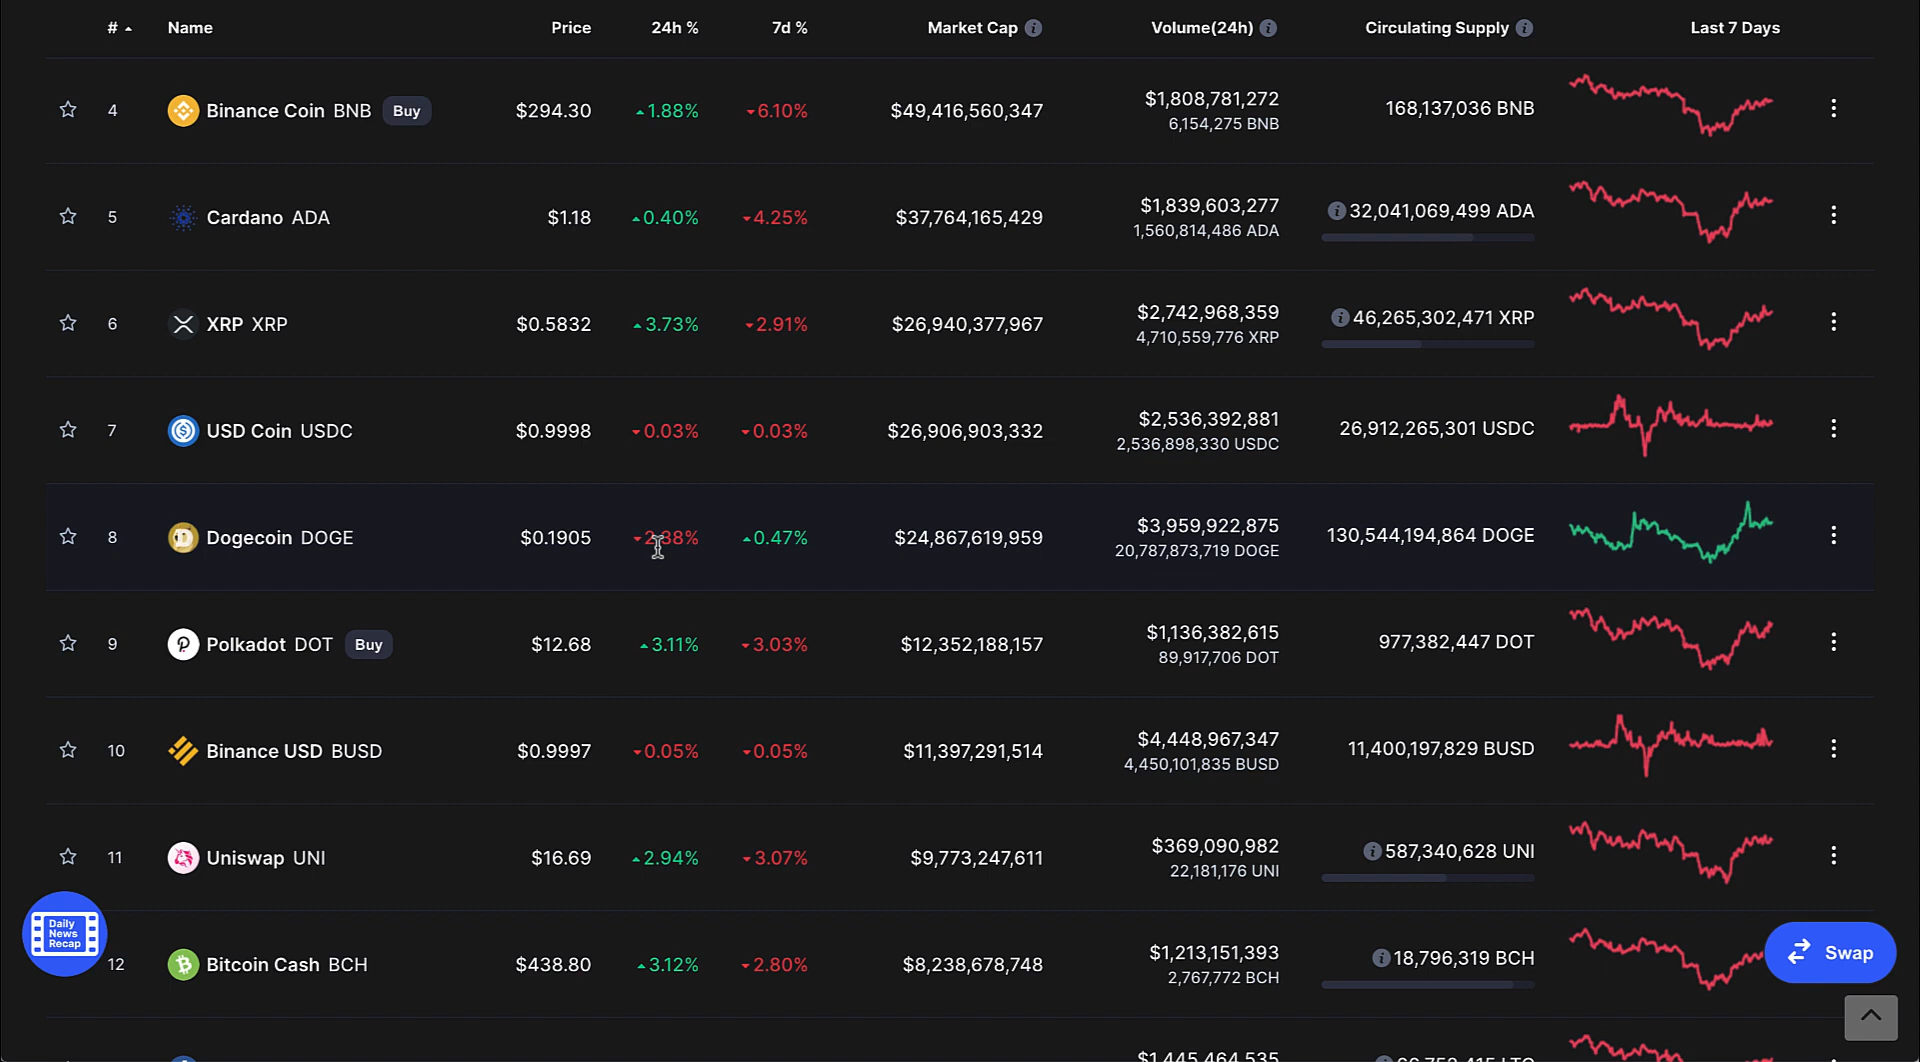 # Name Price 24h % 7d % Market Cap Volume(24h) Circulating Supply Last 7 Days
4 Binance Coin BNB Buy $294.30 1.88% 6.10% $49,416,560,347 $1,808,781,272 168,137,036 BNB
6,154,275 BNB
5 Cardano ADA $1.18 0.40% 4.25% $37,764,165,429 $1,839,603,277 32,041,069,499 ADA
1,560,814,486 ADA
6 XRP XRP $0.5832 3.73% 2.91% $26,940,377,967 $2,742,968,359 46,265,302,471 XRP
4,710,559,776 XRP
7 USD Coin USDC $0.9998 0.03% 0.03% $26,906,903,332 $2,536,392,881 26,912,265,301 USDC
2,536,898,330 USDC
8 Dogecoin DOGE $0.1905 2.38% 0.47% $24,867,619,959 $3,959,922,875 130,544,194,864 DOGE
20,787,873,719 DOGE
9 Polkadot DOT Buy $12.68 3.11% 3.03% $12,352,188,157 $1,136,382,615 977,382,447 DOT
89,917,706 DOT
10 Binance USD BUSD $0.9997 0.05% 0.05% $11,397,291,514 $4,448,967,347 11,400,197,829 BUSD
4,450,101,835 BUSD
11 Uniswap UNI $16.69 2.94% 3.07% $9,773,247,611 $369,090,982 587,340,628 UNI
22,181,176 UNI
Daily
News
Recap
12 Bitcoin Cash BCH $438.80 3.12% 2.80% $8,238,678,748 $1,213,151,393 18,796,319 BCH
2,767,772 BCH
Swap
$1,445,464,535